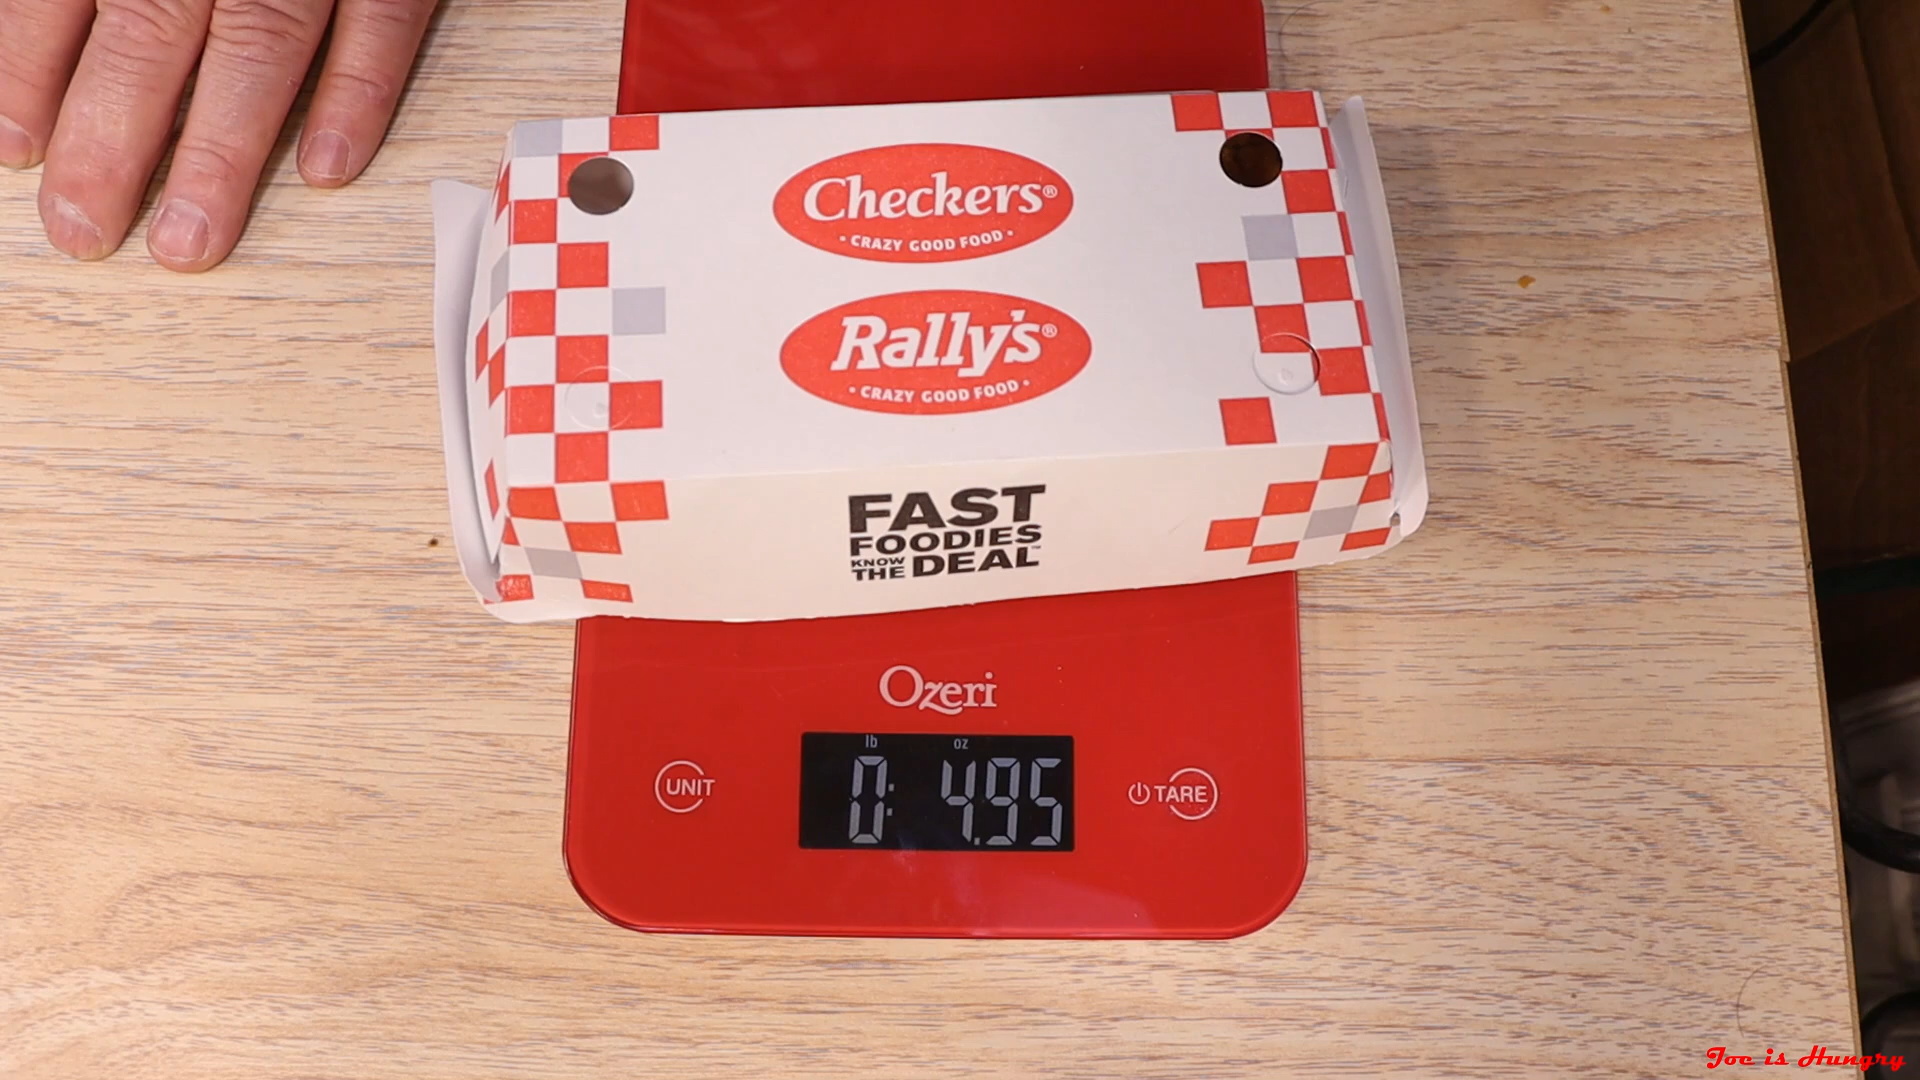 Checkers®
• CRAZY GOOD FOOD •
Rally's®
• CRAZY GOOD FOOD •
FAST
FOODIES
KNOW
THE DEAL™
Ozeri
lb oz
UNIT
0: 4.95
TARE
Joe is Hungry